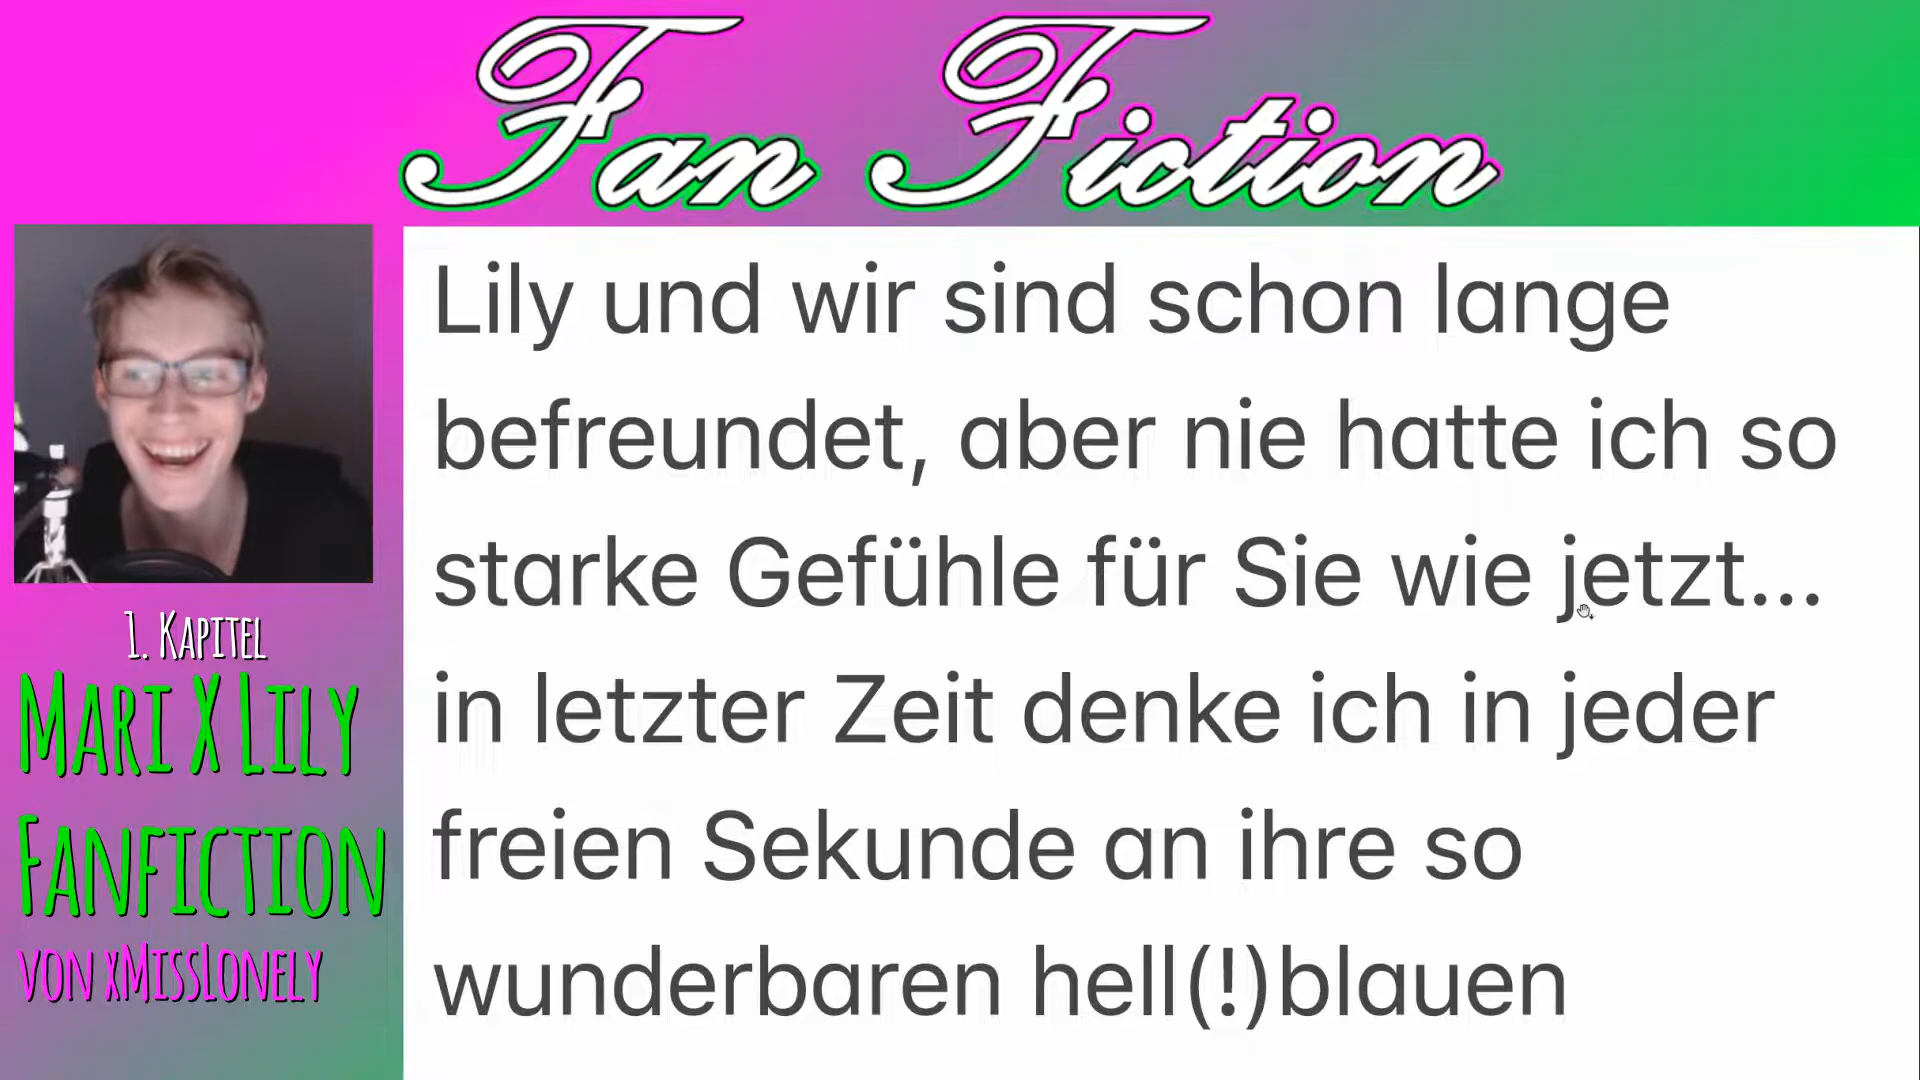 Fan Fiction
Lily und wir sind schon lange
befreundet, aber nie hatte ich so
starke Gefühle für Sie wie jetzt...
in letzter Zeit denke ich in jeder
freien Sekunde an ihre so
wunderbaren hell(!)blauen
1. Kapitel
Mari X Lily
Fanfiction
von xMissLonely